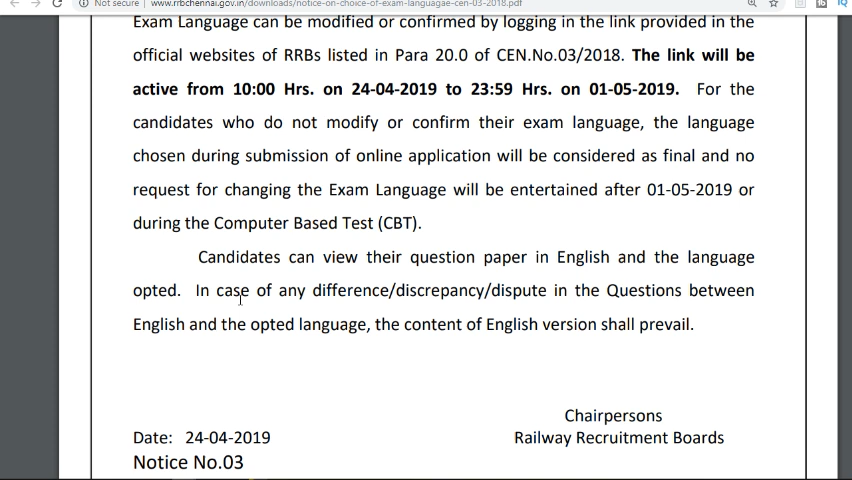 Not secure | www.rrbchennai.gov.in/downloads/notice-on-choice-of-exam-languagae-cen-03-2018.pdf
Exam Language can be modified or confirmed by logging in the link provided in the
official websites of RRBs listed in Para 20.0 of CEN.No.03/2018. The link will be
active from 10:00 Hrs. on 24-04-2019 to 23:59 Hrs. on 01-05-2019. For the
candidates who do not modify or confirm their exam language, the language
chosen during submission of online application will be considered as final and no
request for changing the Exam Language will be entertained after 01-05-2019 or
during the Computer Based Test (CBT).
Candidates can view their question paper in English and the language
opted. In case of any difference/discrepancy/dispute in the Questions between
English and the opted language, the content of English version shall prevail.
Chairpersons
Date: 24-04-2019 Railway Recruitment Boards
Notice No.03